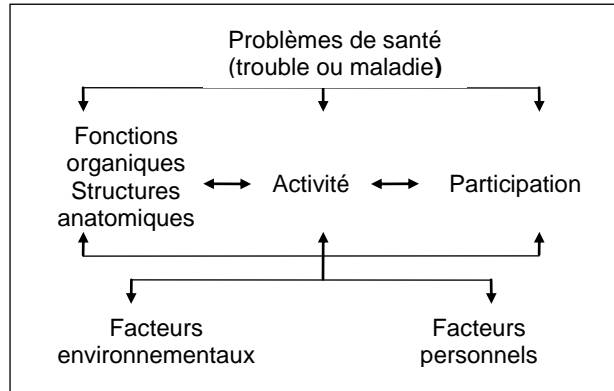 Problèmes de santé
(trouble ou maladie)
Fonctions
organiques
Structures
anatomiques
Activité
Participation
Facteurs
environnementaux
Facteurs
personnels